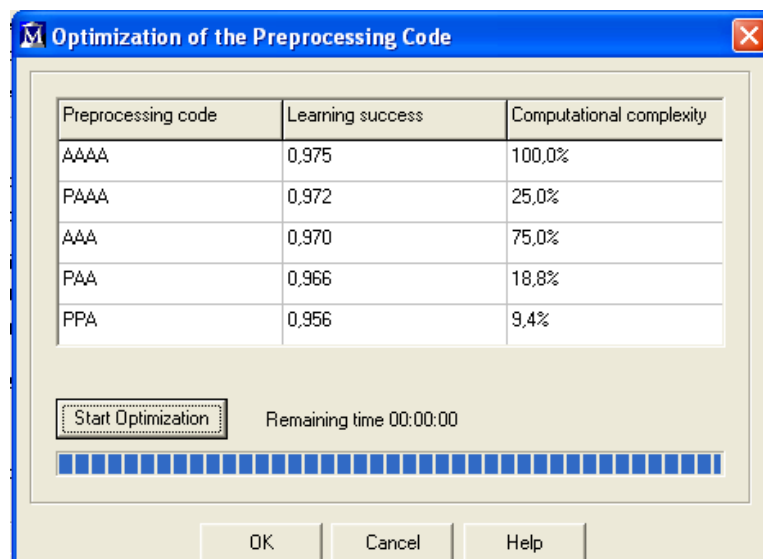 Optimization of the Preprocessing Code
Preprocessing code Learning success Computational complexity
AAAA 0,975 100,0%
PAAA 0,972 25,0%
AAA 0,970 75,0%
PAA 0,966 18,8%
PPA 0,956 9,4%
Start Optimization Remaining time 00:00:00
OK Cancel Help